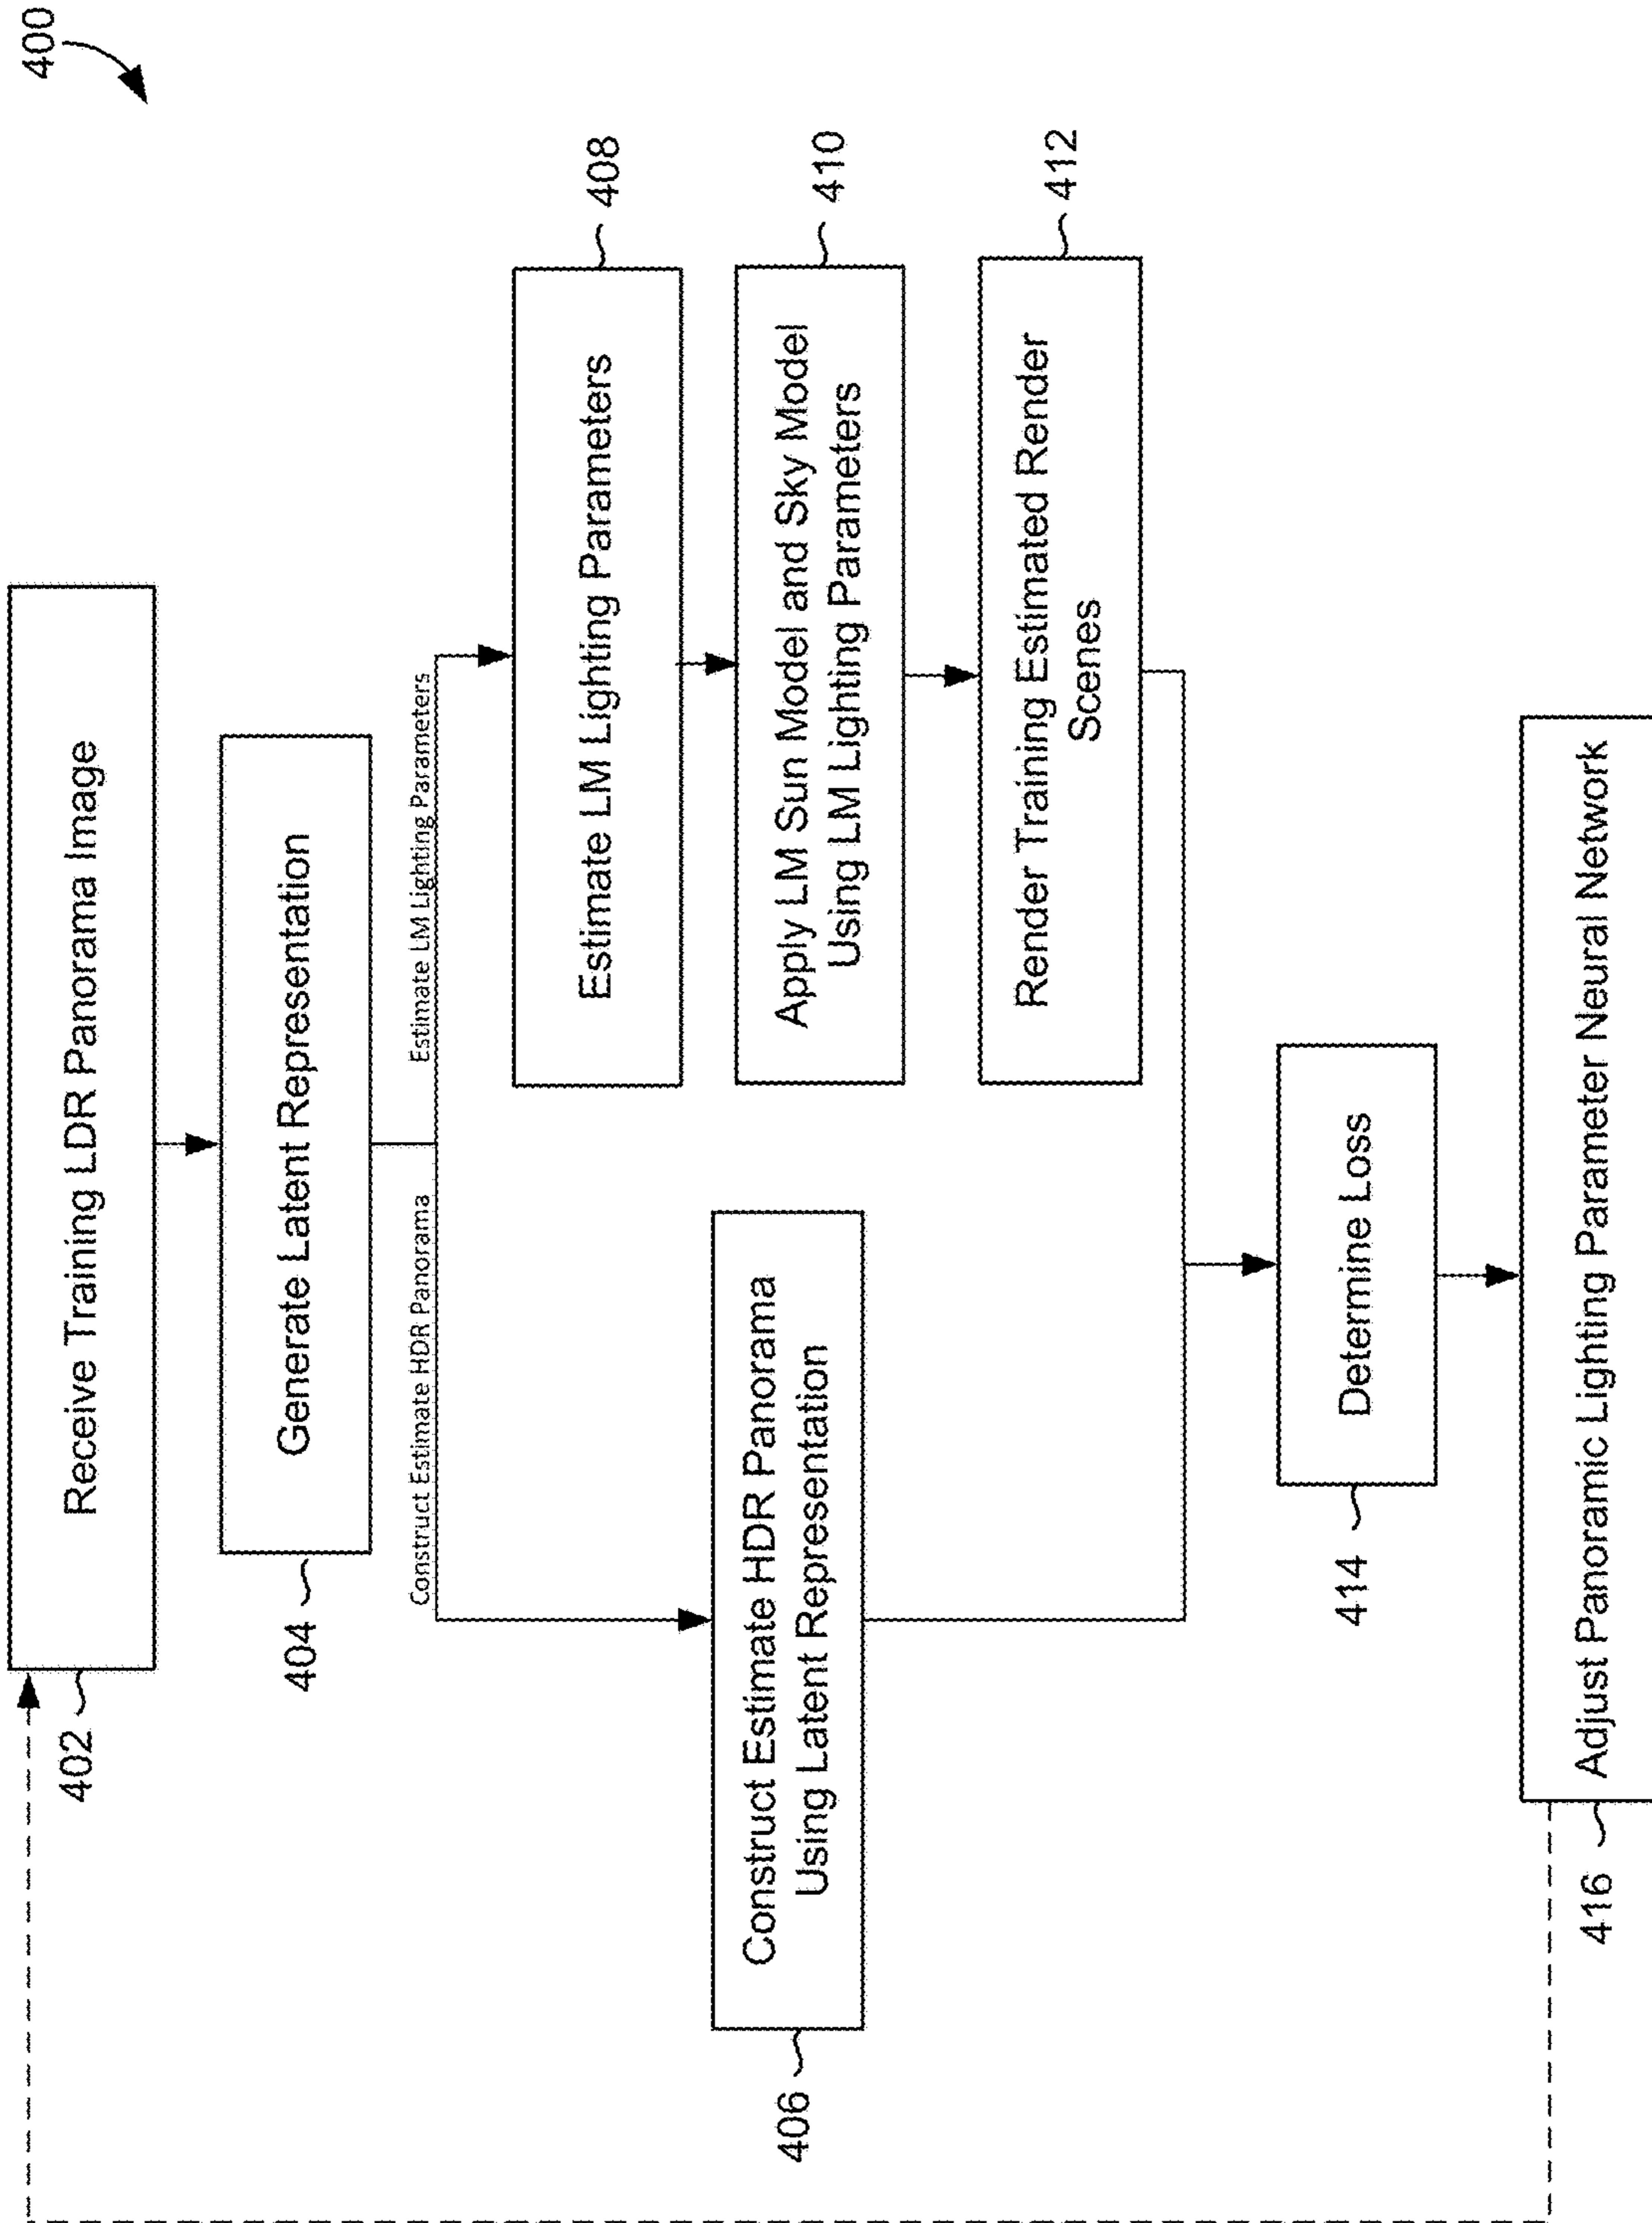 400
Receive Training LDR Panorama Image
402
Generate Latent Representation
404
Construct Estimate HDR Panorama
Estimate LM Lighting Parameters
Construct Estimate HDR Panorama
Using Latent Representation
406
Estimate LM Lighting Parameters
408
Apply LM Sun Model and Sky Model
Using LM Lighting Parameters
410
Render Training Estimated Render
Scenes
412
Determine Loss
414
Adjust Panoramic Lighting Parameter Neural Network
416